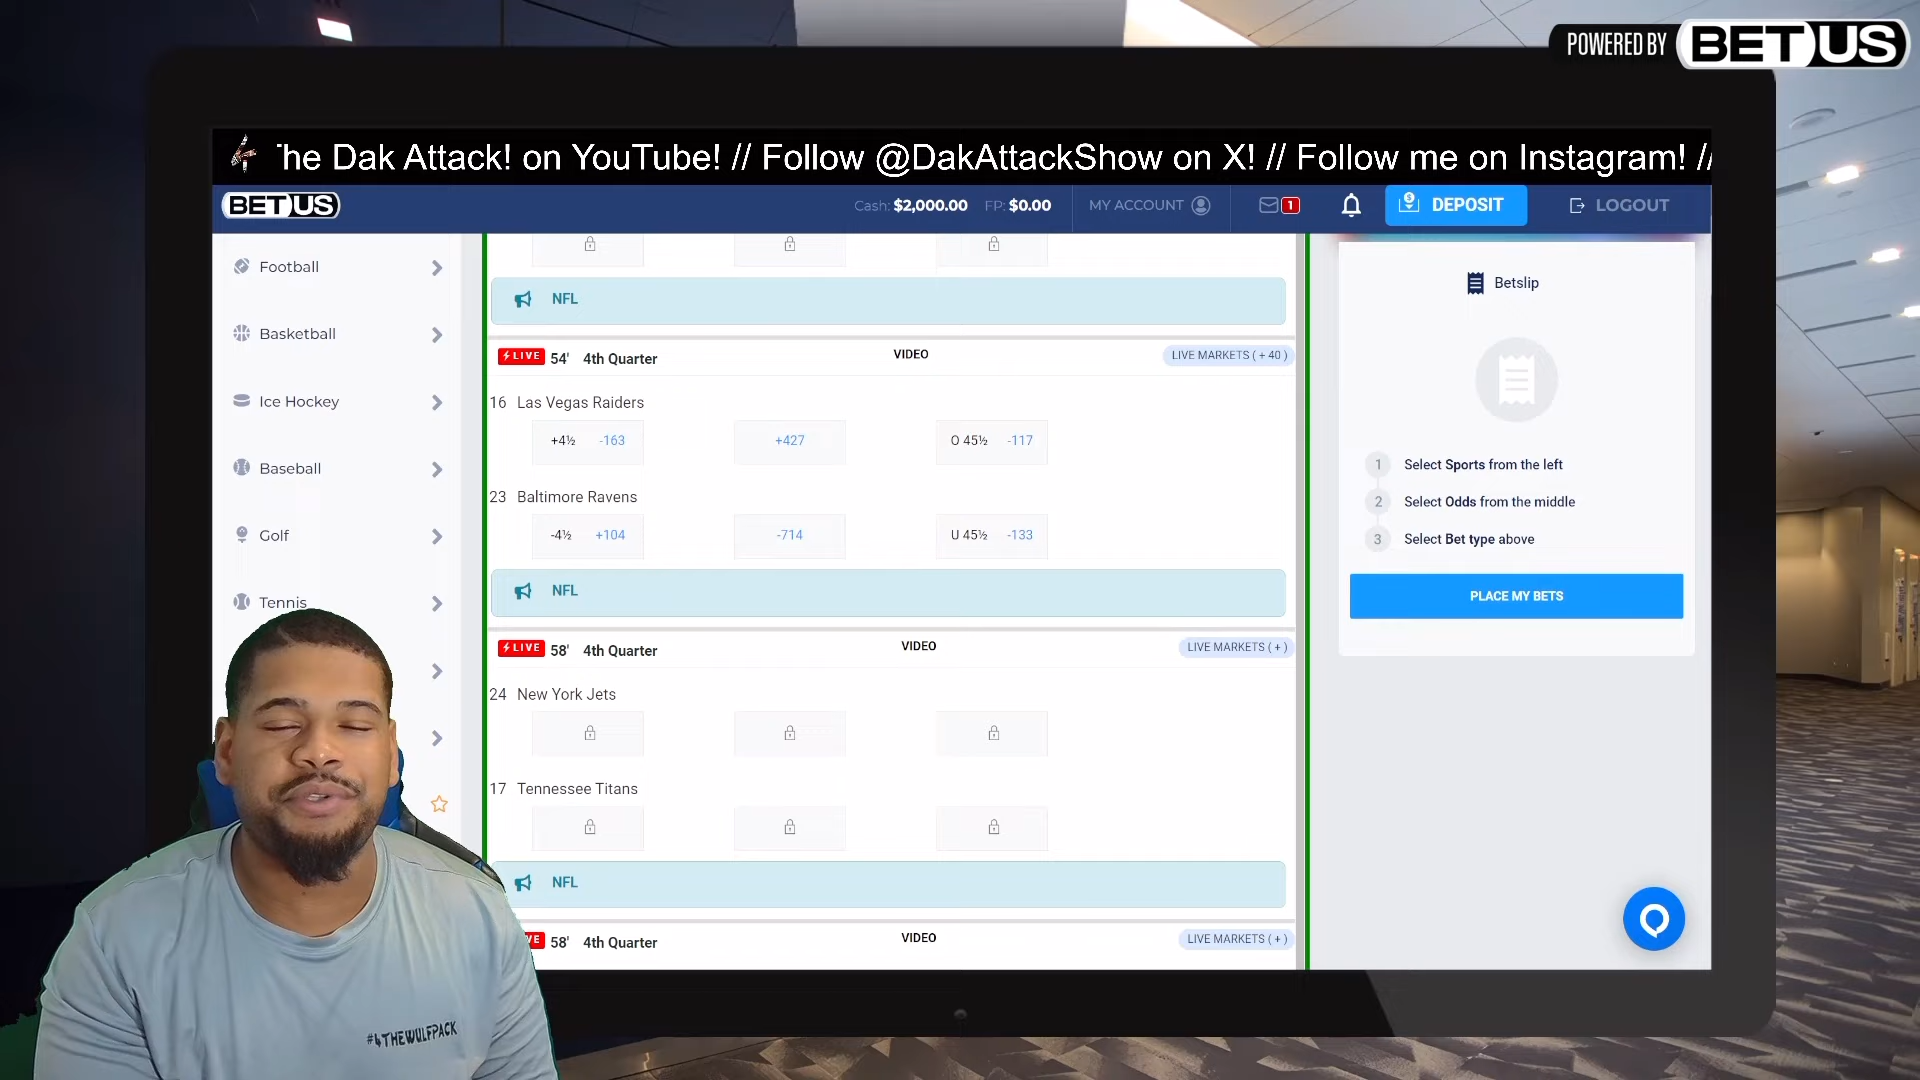 POWERED BY BETUS
The Dak Attack! on YouTube! // Follow @DakAttackShow on X! // Follow me on Instagram! //
BETUS
Cash: $2,000.00 FP: $0.00 MY ACCOUNT 1 DEPOSIT LOGOUT
Football
Basketball
Ice Hockey
Baseball
Golf
Tennis
NFL
LIVE 54' 4th Quarter VIDEO LIVE MARKETS ( + 40 )
16 Las Vegas Raiders
+4½ -163 +427 O 45½ -117
23 Baltimore Ravens
-4½ +104 -714 U 45½ -133
NFL
LIVE 58' 4th Quarter VIDEO LIVE MARKETS ( + )
24 New York Jets
17 Tennessee Titans
NFL
VE 58' 4th Quarter VIDEO LIVE MARKETS ( + )
Betslip
1 Select Sports from the left
2 Select Odds from the middle
3 Select Bet type above
PLACE MY BETS
#4THEWULFPACK